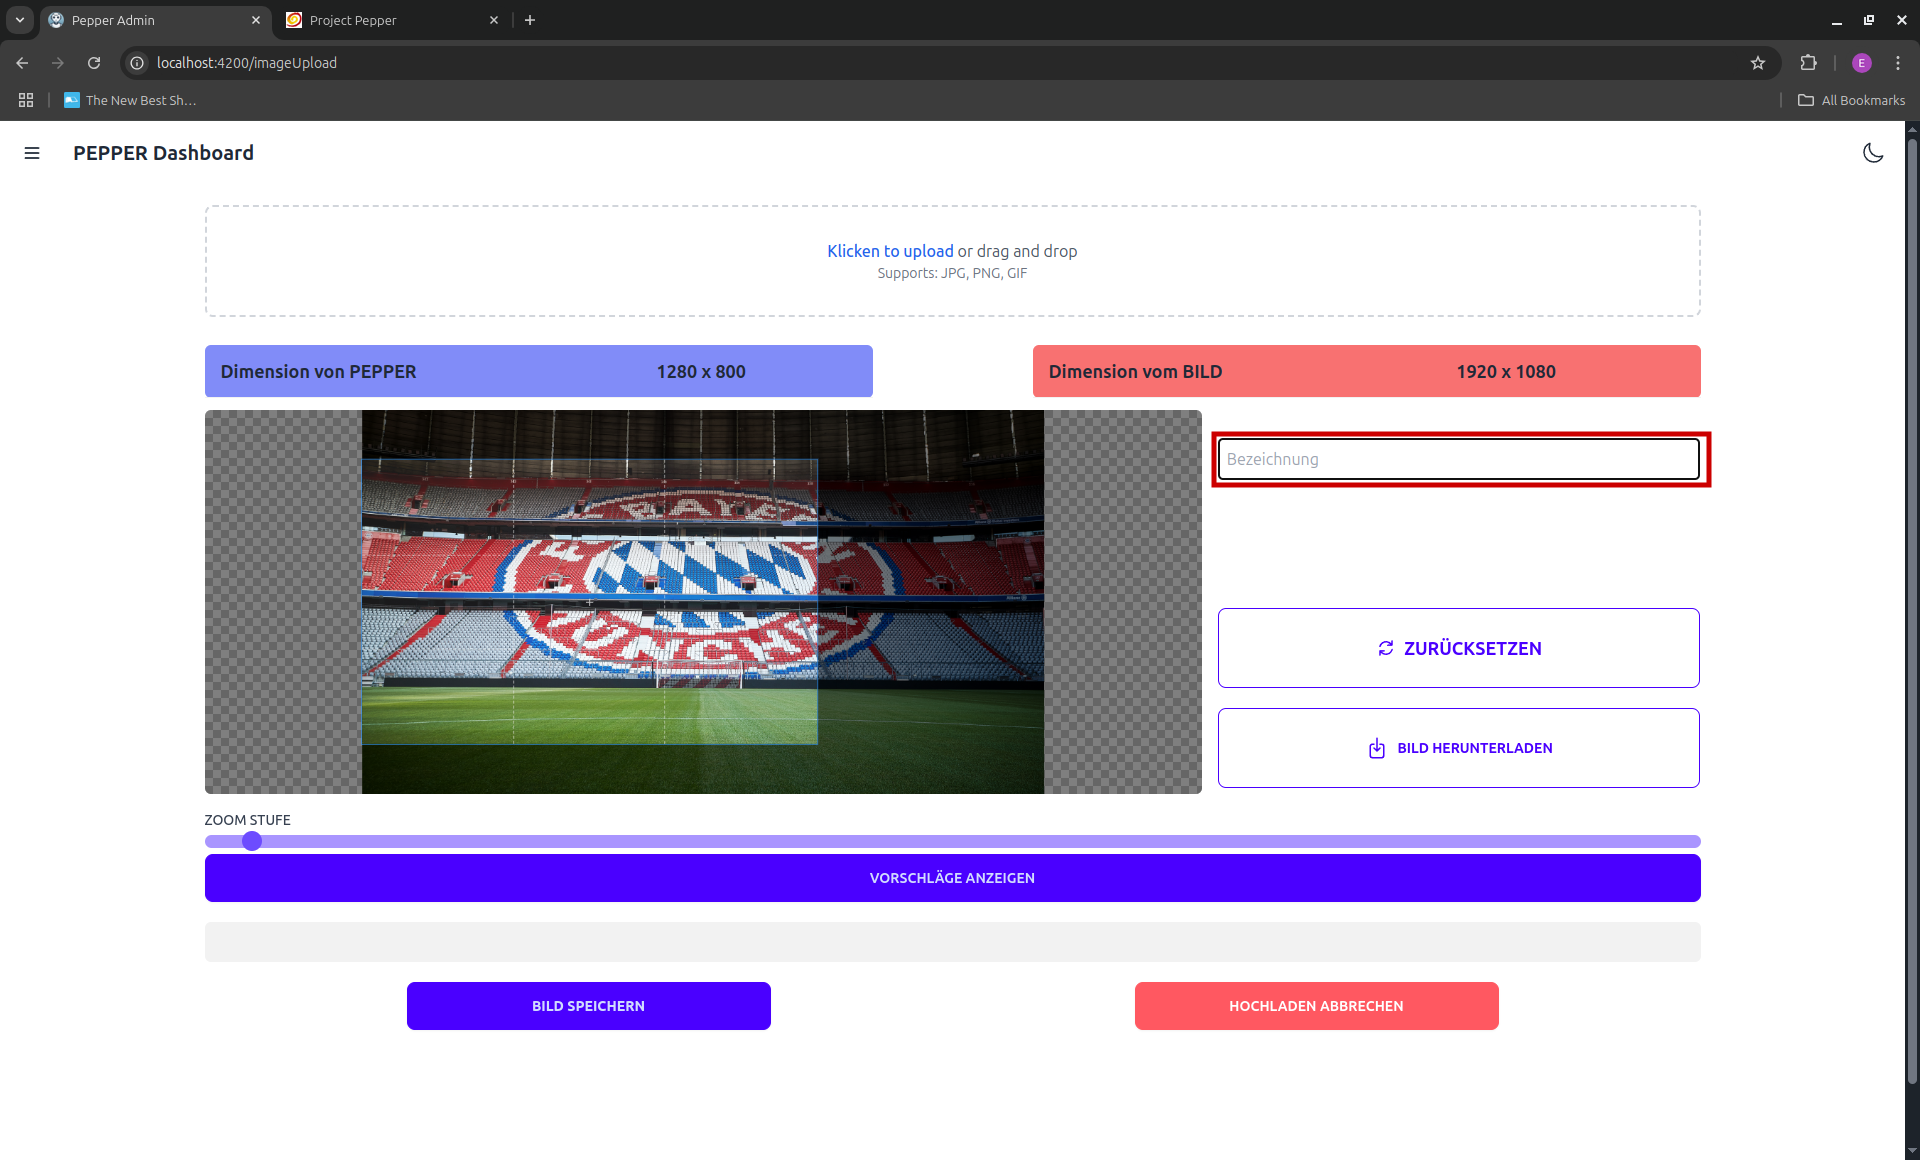 Pepper Admin
Project Pepper
localhost:4200/imageUpload
E
The New Best Sh...
All Bookmarks
PEPPER Dashboard
Klicken to upload or drag and drop
Supports: JPG, PNG, GIF
Dimension von PEPPER 1280 x 800
Dimension vom BILD 1920 x 1080
Bezeichnung
ZURÜCKSETZEN
BILD HERUNTERLADEN
ZOOM STUFE
VORSCHLÄGE ANZEIGEN
BILD SPEICHERN
HOCHLADEN ABBRECHEN